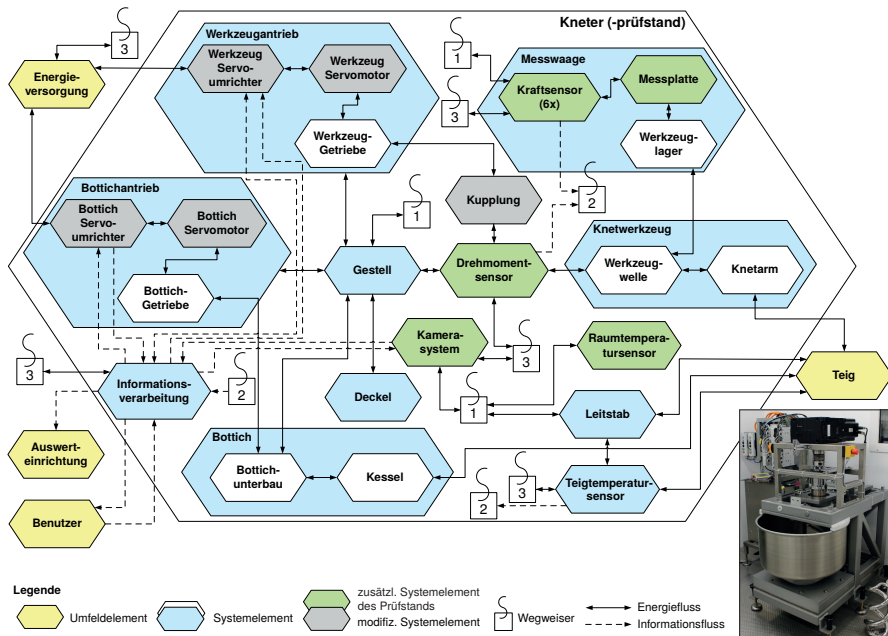 Kneter (-prüfstand)
Werkzeugantrieb
3
Energie-
versorgung
Werkzeug
Servo-
umrichter
Werkzeug
Servomotor
Werkzeug-
Getriebe
1
3
Messwaage
Kraftsensor
(6x)
Messplatte
Werkzeug-
lager
2
Bottichantrieb
Bottich
Servo-
umrichter
Bottich
Servomotor
Bottich-
Getriebe
1
Kupplung
Gestell
Drehmoment-
sensor
Knetwerkzeug
Werkzeug-
welle
Knetarm
Kamera-
system
3
Raumtempera-
tursensor
3
Informations-
verarbeitung
2
Deckel
1
Leitstab
Teig
Auswert-
einrichtung
Bottich
Bottich-
unterbau
Kessel
3
2
Teigtemperatur-
sensor
Benutzer
Legende
Umfeldelement
Systemelement
zusätzl. Systemelement
des Prüfstands
modifiz. Systemelement
1
Wegweiser
Energiefluss
Informationsfluss